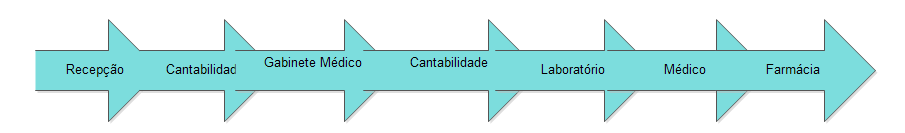 Recepção
Cantabilidad
Gabinete Médico
Cantabilidade
Laboratório
Médico
Farmácia